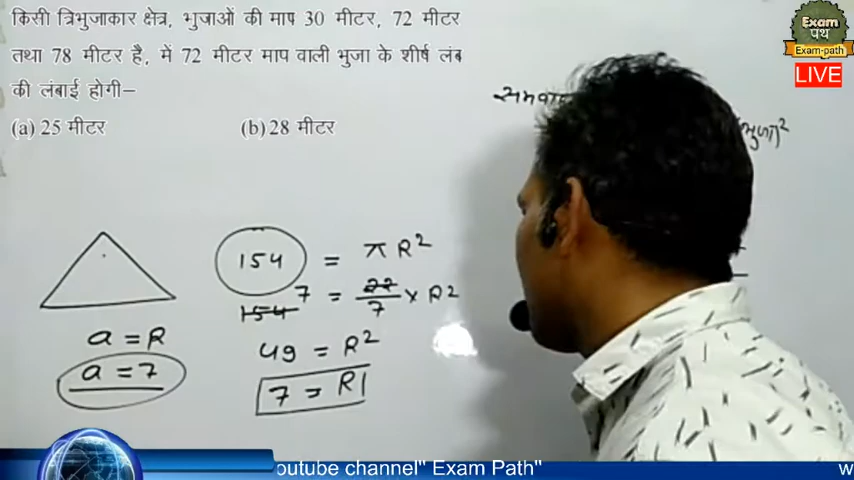 किसी त्रिभुजाकार क्षेत्र, भुजाओं की माप 30 मीटर, 72 मीटर
तथा 78 मीटर है, में 72 मीटर माप वाली भुजा के शीर्ष लंब
की लंबाई होगी–
(a) 25 मीटर (b) 28 मीटर
Exam
पथ
Exam-path
LIVE
154 = π R²
154 7 = 22/7 × R²
49 = R²
7 = R
a = R
a = 7
outube channel" Exam Path"
w